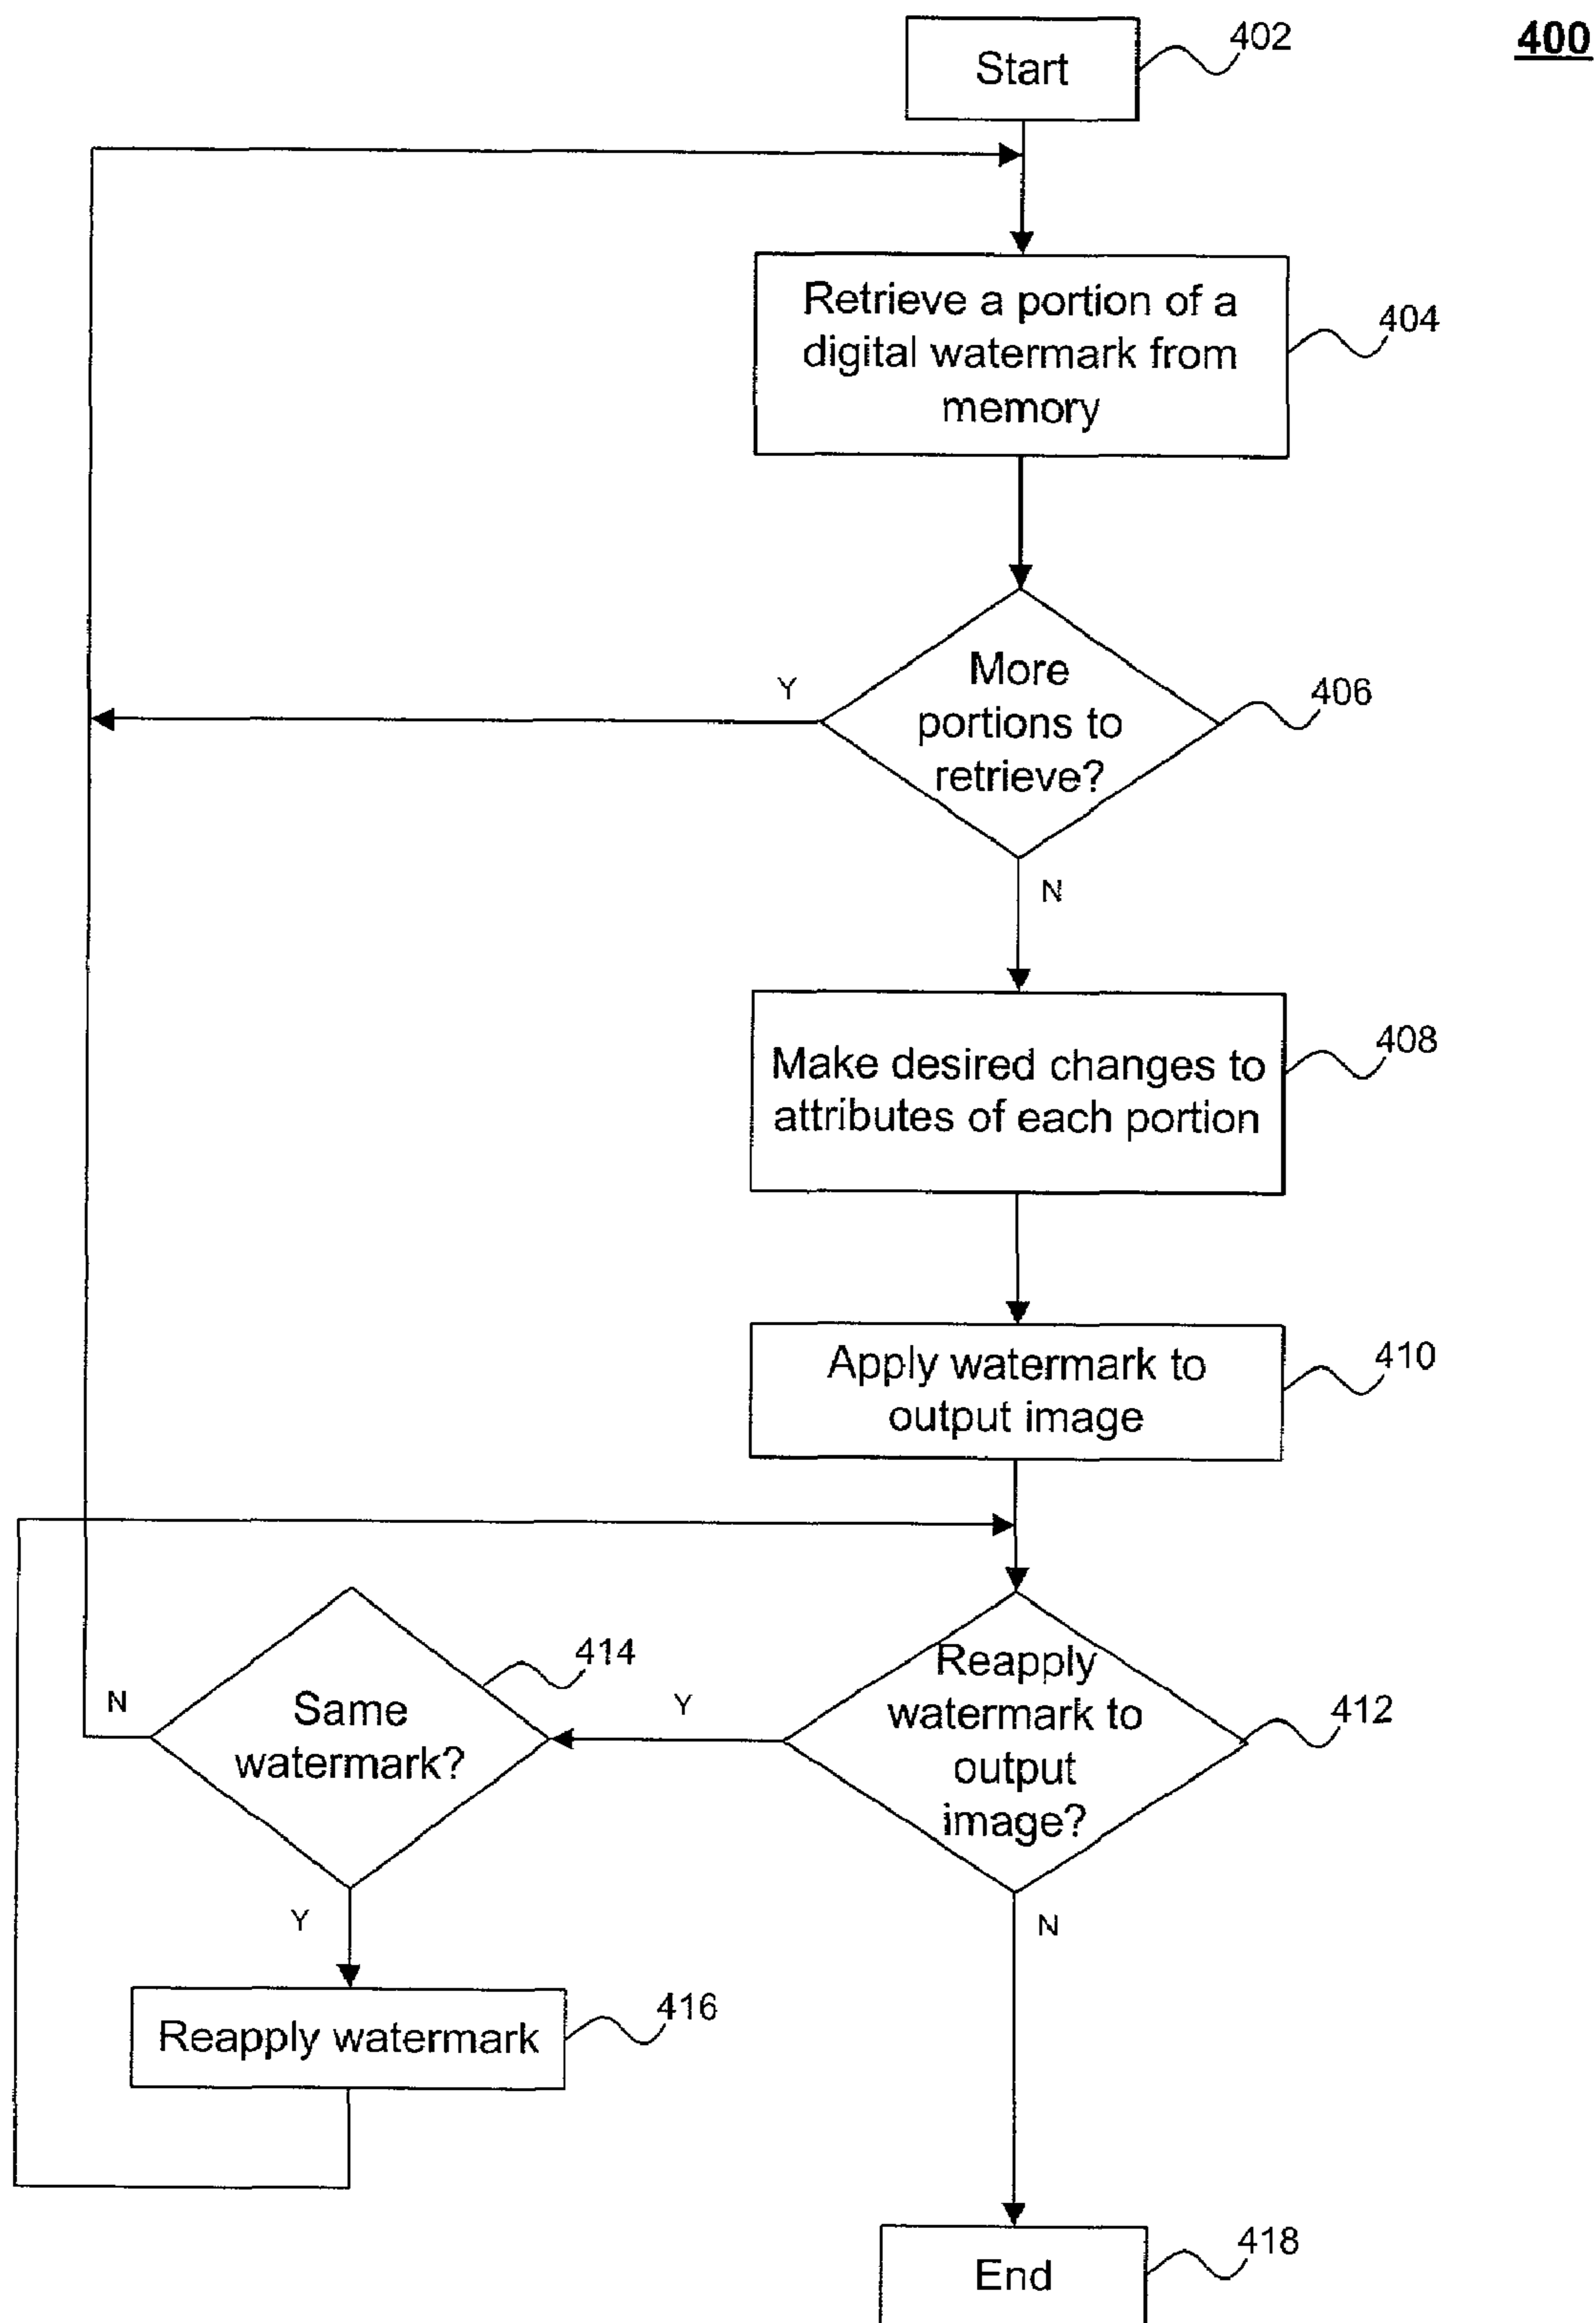 400
Start
402
Retrieve a portion of a
digital watermark from
memory
404
More
portions to
retrieve?
406
Y
N
Make desired changes to
attributes of each portion
408
Apply watermark to
output image
410
Reapply
watermark to
output
image?
412
Y
N
Same
watermark?
414
N
Y
Reapply watermark
416
End
418